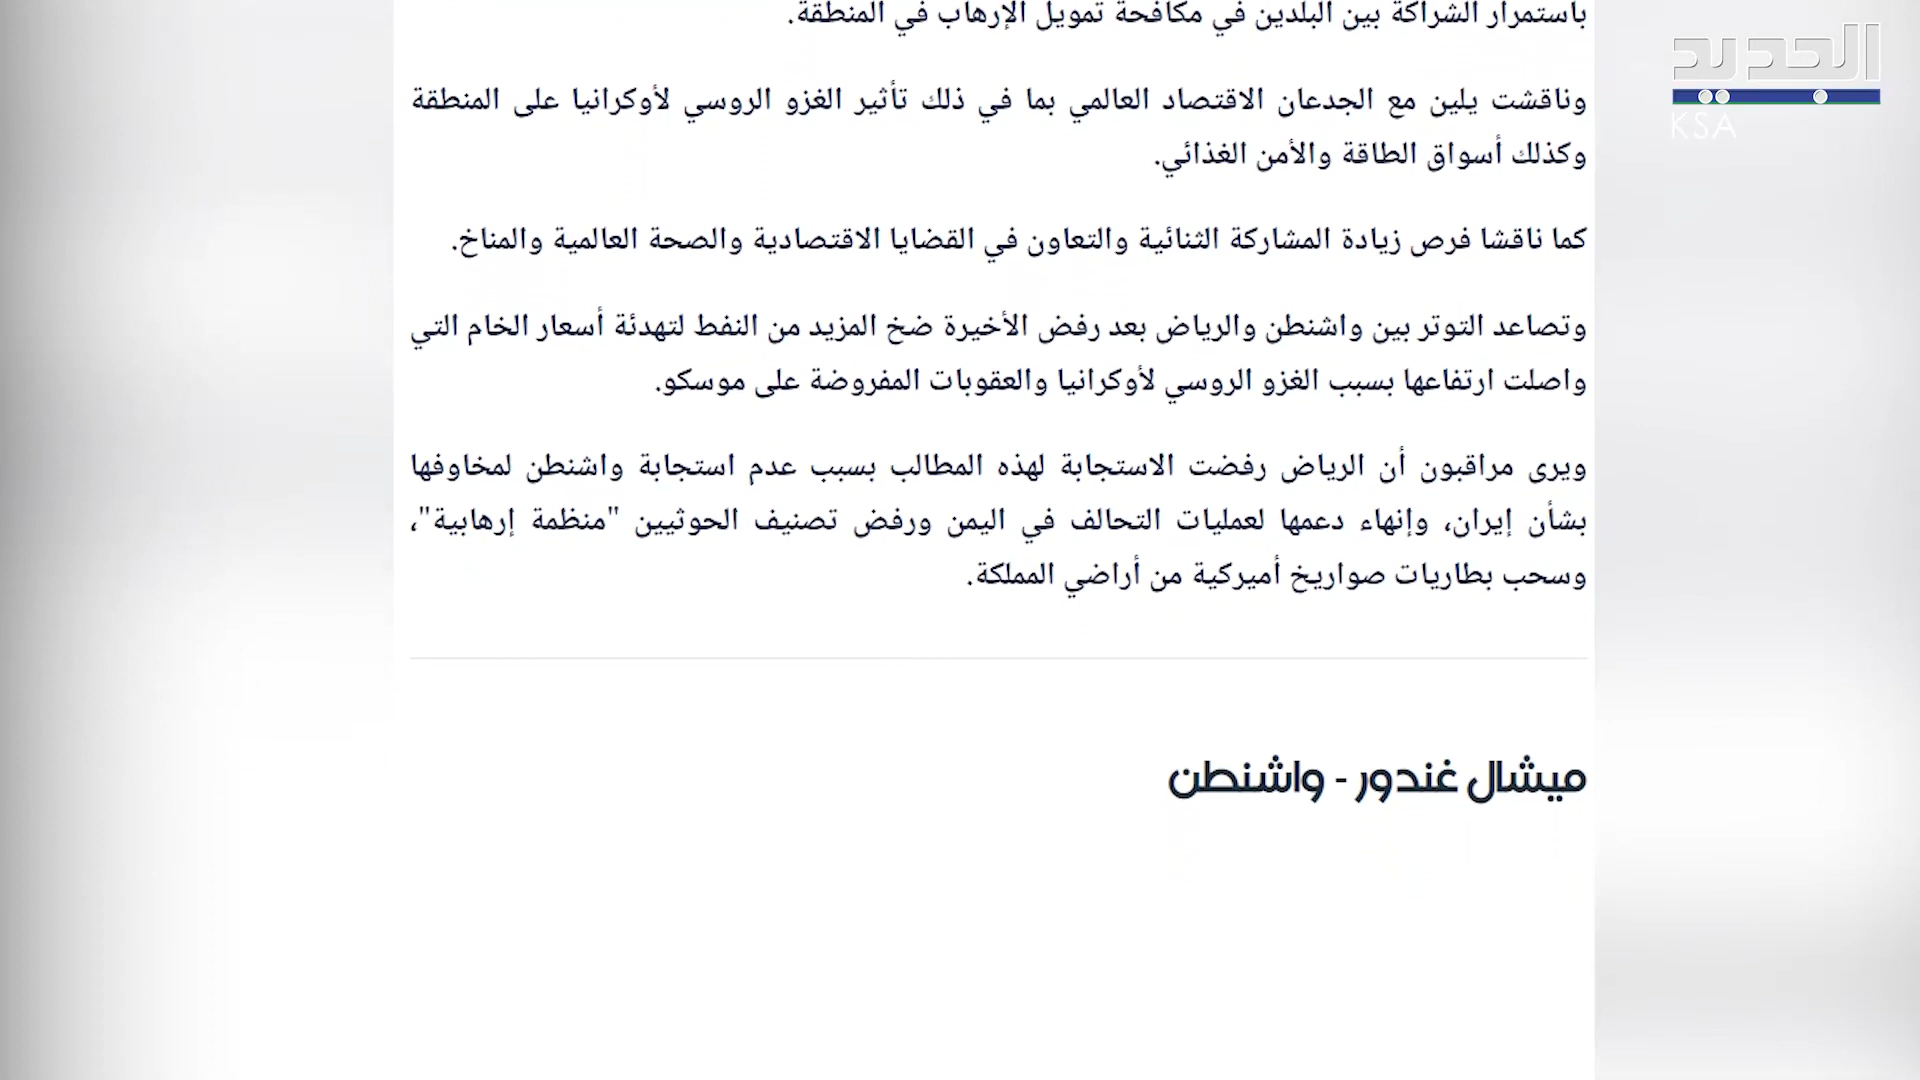 باستمرار الشراكة بين البلدين في مكافحة تمويل الإرهاب في المنطقة.
الجديد
KSA
وناقشت يلين مع الجدعان الاقتصاد العالمي بما في ذلك تأثير الغزو الروسي لأوكرانيا على المنطقة
وكذلك أسواق الطاقة والأمن الغذائي.
كما ناقشا فرص زيادة المشاركة الثنائية والتعاون في القضايا الاقتصادية والصحة العالمية والمناخ.
وتصاعد التوتر بين واشنطن والرياض بعد رفض الأخيرة ضخ المزيد من النفط لتهدئة أسعار الخام التي
واصلت ارتفاعها بسبب الغزو الروسي لأوكرانيا والعقوبات المفروضة على موسكو.
ويرى مراقبون أن الرياض رفضت الاستجابة لهذه المطالب بسبب عدم استجابة واشنطن لمخاوفها
بشأن إيران، وإنهاء دعمها لعمليات التحالف في اليمن ورفض تصنيف الحوثيين "منظمة إرهابية"،
وسحب بطاريات صواريخ أميركية من أراضي المملكة.
ميشال غندور - واشنطن